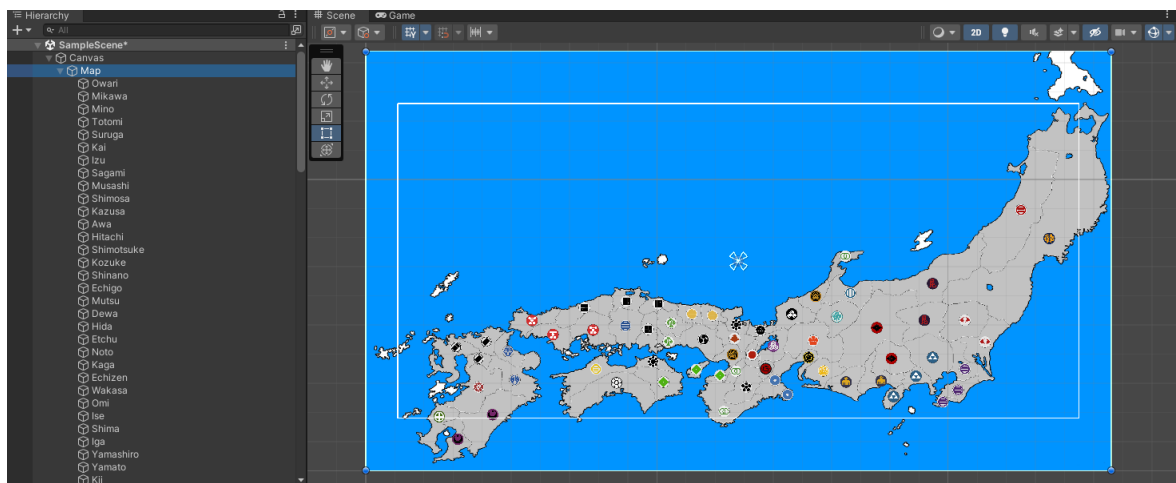 Hierarchy
All
SampleScene*
Canvas
Map
Owari
Mikawa
Mino
Totomi
Suruga
Kai
Izu
Sagami
Musashi
Shimosa
Kazusa
Awa
Hitachi
Shimotsuke
Kozuke
Shinano
Echigo
Mutsu
Dewa
Hida
Etchu
Noto
Kaga
Echizen
Wakasa
Omi
Ise
Shima
Iga
Yamashiro
Yamato
Kii
# Scene
Game
2D